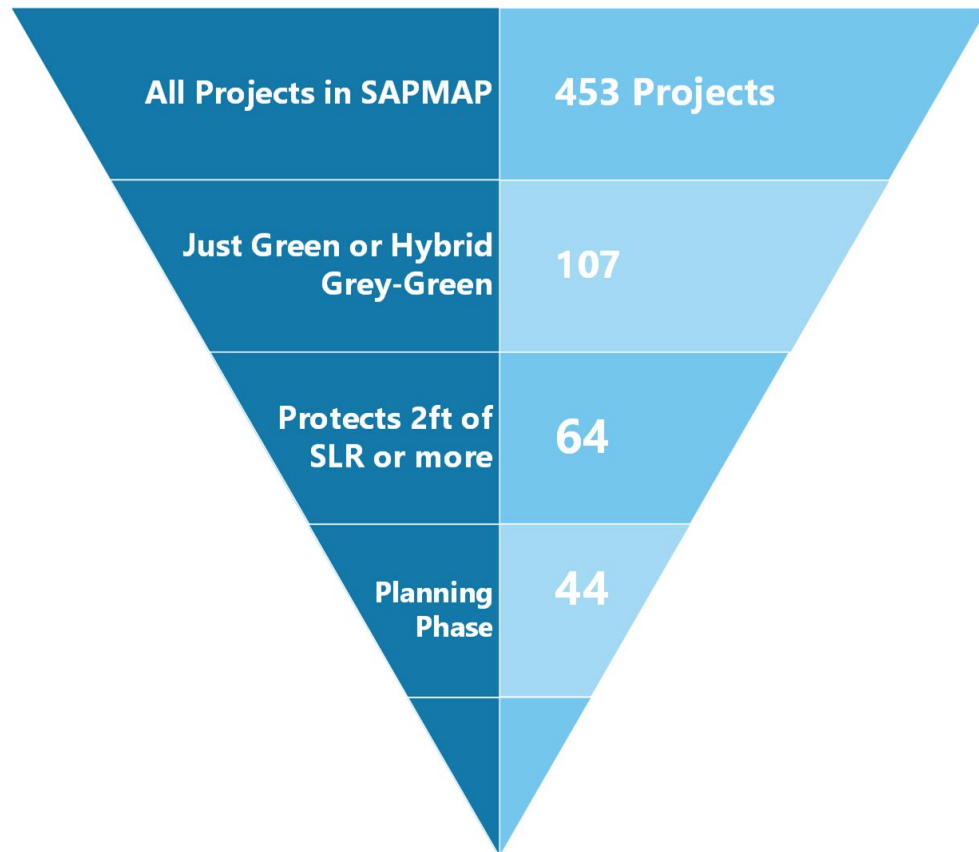 All Projects in SAPMAP
453 Projects
Just Green or Hybrid
Grey-Green
107
Protects 2ft of
SLR or more
64
Planning
Phase
44